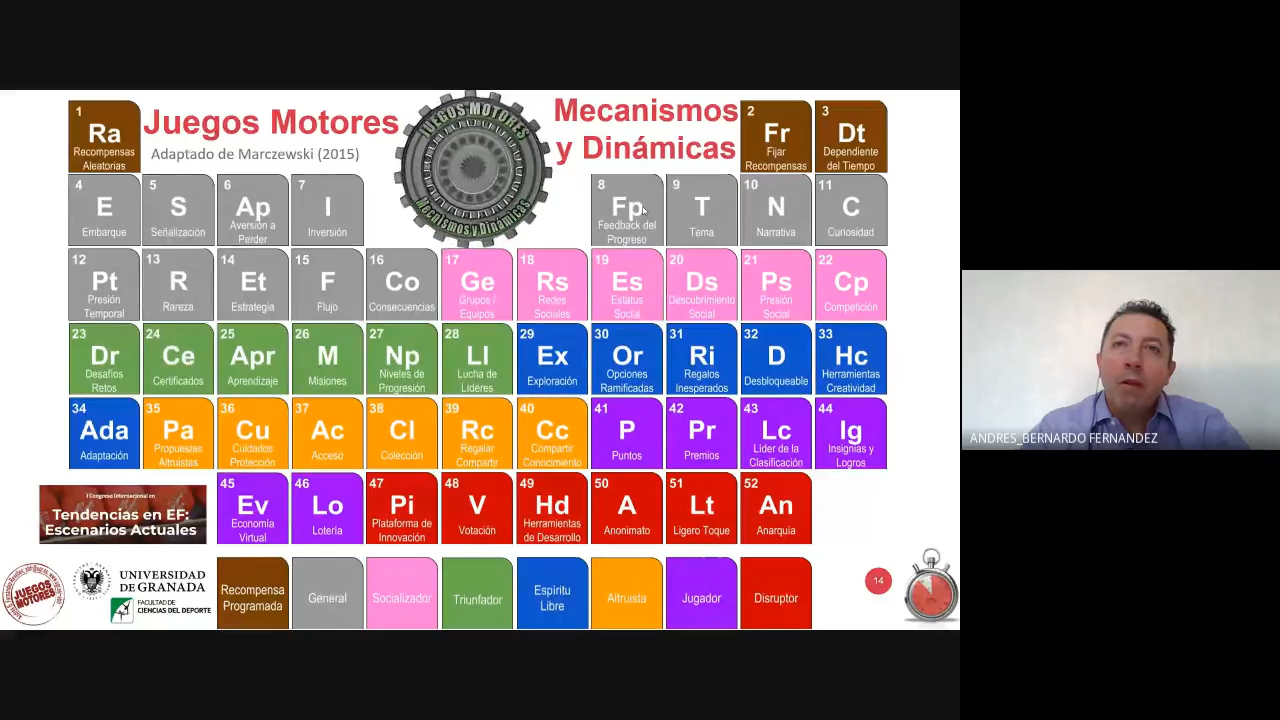 1
Ra
Recompensas
Aleatorias
Juegos Motores
Adaptado de Marczewski (2015)
JUEGOS MOTORES
Mecnismos y Dinámicas
Mecanismos
y Dinámicas
2
Fr
Fijar
Recompensas
3
Dt
Dependiente
del Tiempo
4
E
Embarque
5
S
Señalización
6
Ap
Aversión a
Perder
7
I
Inversión
8
Fp
Feedback del
Progreso
9
T
Tema
10
N
Narrativa
11
C
Curiosidad
12
Pt
Presión
Temporal
13
R
Rareza
14
Et
Estrategia
15
F
Flujo
16
Co
Consecuencias
17
Ge
Grupos /
Equipos
18
Rs
Redes
Sociales
19
Es
Estatus
Social
20
Ds
Descubrimiento
Social
21
Ps
Presión
Social
22
Cp
Competición
23
Dr
Desafíos
Retos
24
Ce
Certificados
25
Apr
Aprendizaje
26
M
Misiones
27
Np
Niveles de
Progresión
28
Ll
Lucha de
Líderes
29
Ex
Exploración
30
Or
Opciones
Ramificadas
31
Ri
Regalos
Inesperados
32
D
Desbloqueable
33
Hc
Herramientas
Creatividad
34
Ada
Adaptación
35
Pa
Propuestas
Altruistas
36
Cu
Cuidados
Protección
37
Ac
Acceso
38
Cl
Colección
39
Rc
Regalar
Compartir
40
Cc
Compartir
Conocimiento
41
P
Puntos
42
Pr
Premios
43
Lc
Líder de la
Clasificación
44
Ig
Insignias y
Logros
I Congreso Internacional en
Tendencias en EF:
Escenarios Actuales
45
Ev
Economía
Virtual
46
Lo
Lotería
47
Pi
Plataforma de
Innovación
48
V
Votación
49
Hd
Herramientas
de Desarrollo
50
A
Anonimato
51
Lt
Ligero Toque
52
An
Anarquía
JUEGOS
MOTORES
UNIVERSIDAD
DE GRANADA
FACULTAD DE
CIENCIAS DEL DEPORTE
Recompensa
Programada
General
Socializador
Triunfador
Espíritu
Libre
Altruista
Jugador
Disruptor
14
ANDRES_BERNARDO FERNANDEZ